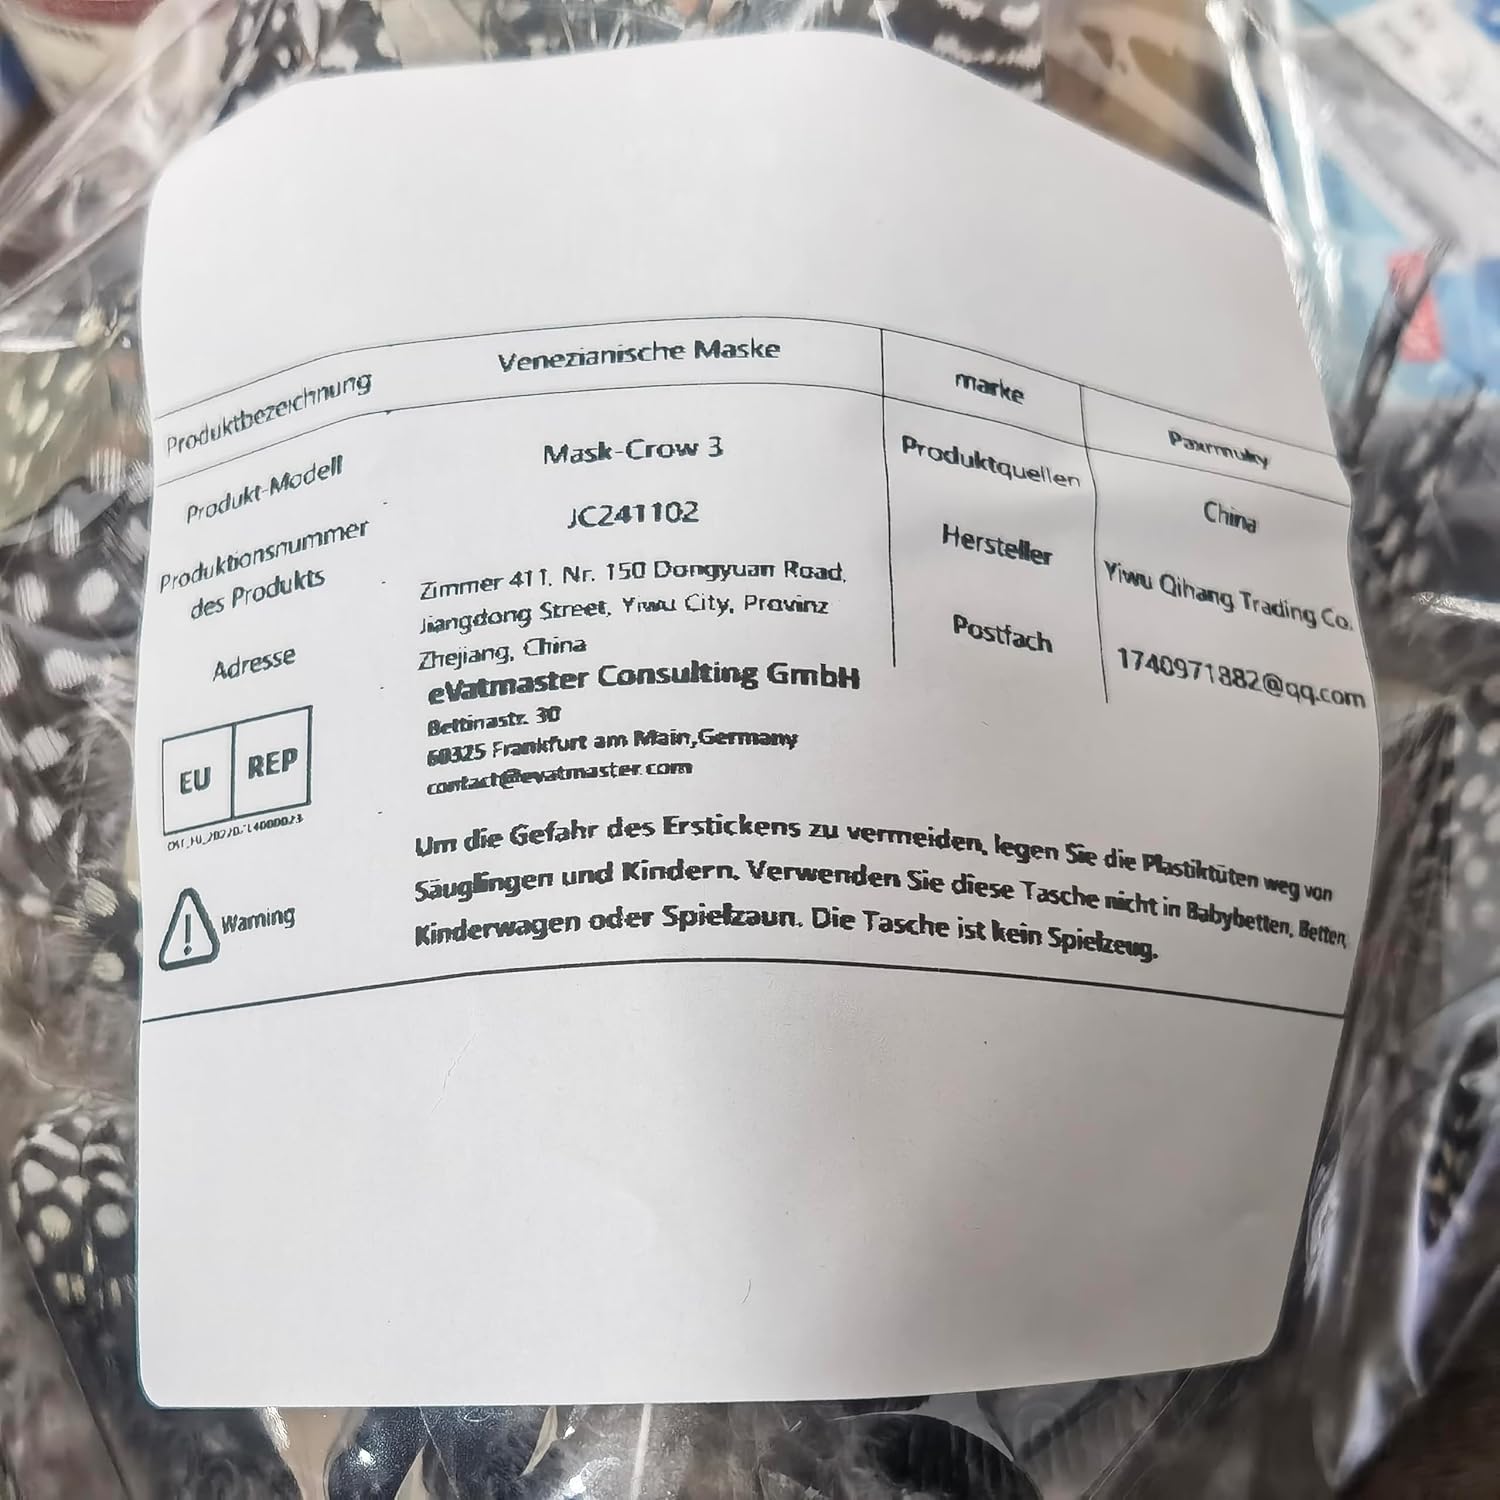 Produktbezeichnung Venezianische Maske marke Paxrmuky
Produkt-Modell Mask-Crow 3 Produktquellen China
Produktionsnummer des Produkts JC241102 Hersteller Yiwu Qihang Trading Co.
Adresse
Zimmer 411, Nr. 150 Dongyuan Road,
Jiangdong Street, Yiwu City, Provinz
Zhejiang, China
Postfach 1740971882@qq.com
EU REP
eVatmaster Consulting GmbH
Bettinastr. 30
60325 Frankfurt am Main,Germany
contact@evatmaster.com
Warning
Um die Gefahr des Erstickens zu vermeiden, legen Sie die Plastiktüten weg von
Säuglingen und Kindern. Verwenden Sie diese Tasche nicht in Babybetten, Betten,
Kinderwagen oder Spielzaun. Die Tasche ist kein Spielzeug.